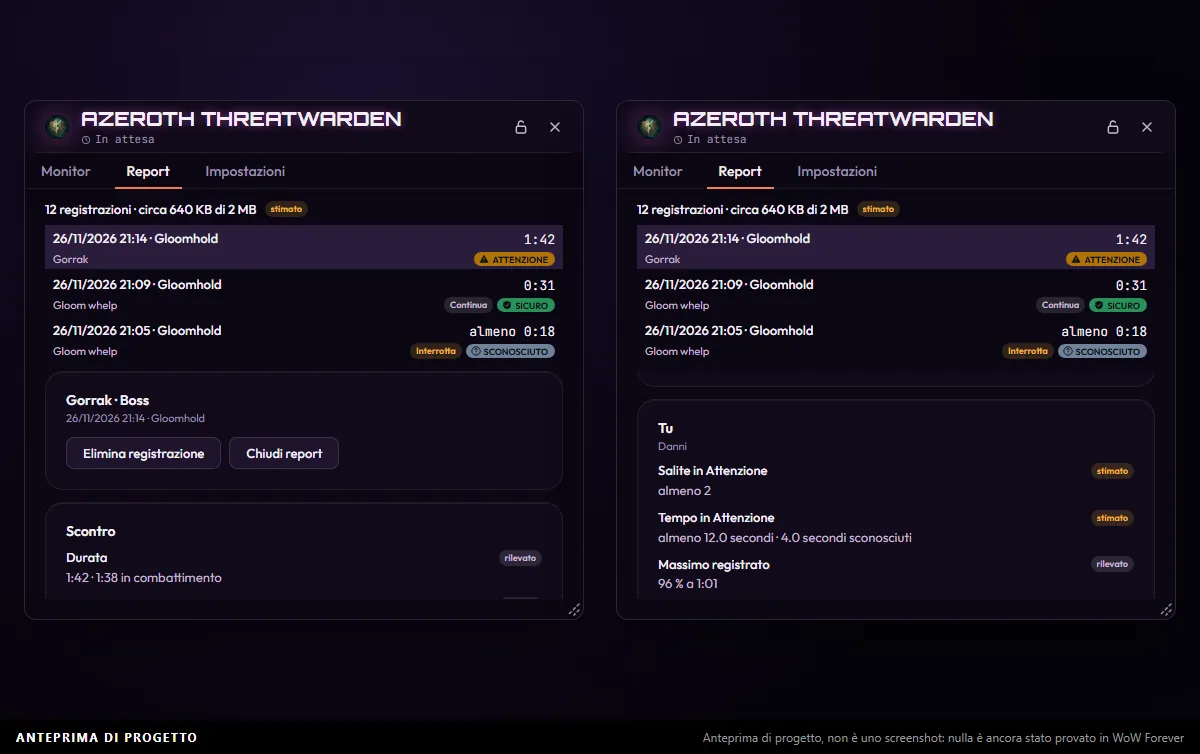 AZEROTH THREATWARDEN
In attesa
Monitor Report Impostazioni
12 registrazioni · circa 640 KB di 2 MB stimato
26/11/2026 21:14 · Gloomhold 1:42
Gorrak ATTENZIONE
26/11/2026 21:09 · Gloomhold 0:31
Gloom whelp Continua SICURO
26/11/2026 21:05 · Gloomhold almeno 0:18
Gloom whelp Interrotta SCONOSCIUTO
Gorrak · Boss
26/11/2026 21:14 · Gloomhold
Elimina registrazione Chiudi report
Scontro
Durata rilevato
1:42 · 1:38 in combattimento
AZEROTH THREATWARDEN
In attesa
Monitor Report Impostazioni
12 registrazioni · circa 640 KB di 2 MB stimato
26/11/2026 21:14 · Gloomhold 1:42
Gorrak ATTENZIONE
26/11/2026 21:09 · Gloomhold 0:31
Gloom whelp Continua SICURO
26/11/2026 21:05 · Gloomhold almeno 0:18
Gloom whelp Interrotta SCONOSCIUTO
Tu
Danni
Salite in Attenzione stimato
almeno 2
Tempo in Attenzione stimato
almeno 12.0 secondi · 4.0 secondi sconosciuti
Massimo registrato rilevato
96 % a 1:01
ANTEPRIMA DI PROGETTO
Anteprima di progetto, non è uno screenshot: nulla è ancora stato provato in WoW Forever